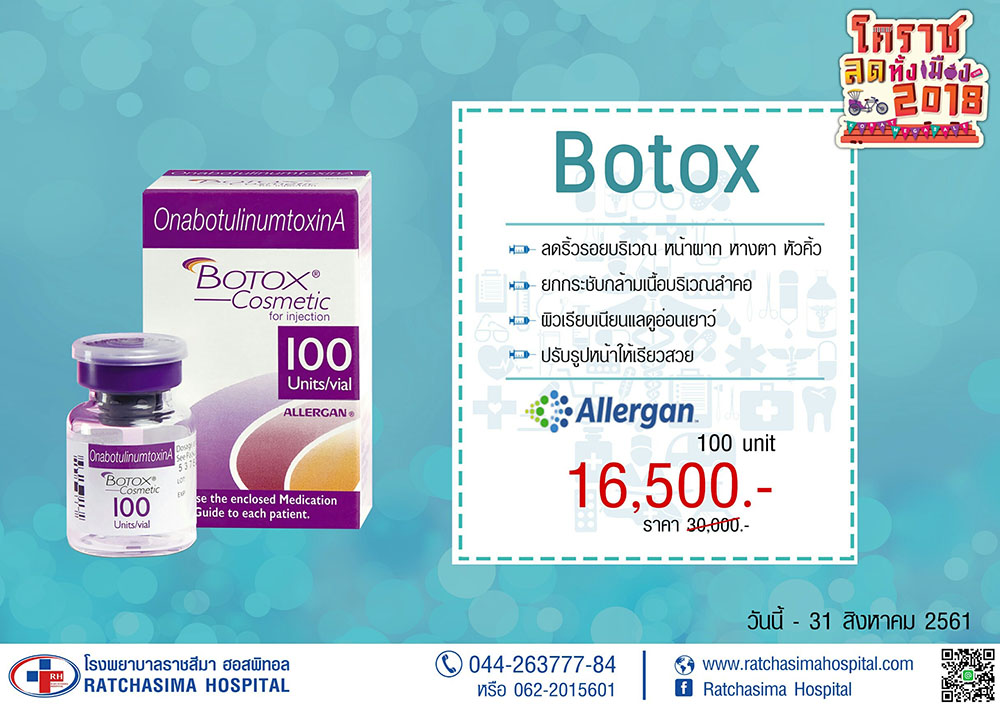 โคราช
ลดทั้งเมือง
2018
Botox
ลดริ้วรอยบริเวณ หน้าผาก หางตา หัวคิ้ว
ยกกระชับกล้ามเนื้อบริเวณลำคอ
ผิวเรียบเนียนแลดูอ่อนเยาว์
ปรับรูปหน้าให้เรียวสวย
Allergan
100 unit
16,500.-
ราคา 30,000.-
OnabotulinumtoxinA
BOTOX®
Cosmetic
for injection
100
Units/vial
ALLERGAN®
se the enclosed Medication
Guide to each patient.
OnabotulinumtoxinA
BOTOX®
Cosmetic
100
Units/vial
LOT
EXP
วันนี้ - 31 สิงหาคม 2561
RH
โรงพยาบาลราชสีมา ฮอสพิทอล
RATCHASIMA HOSPITAL
044-263777-84
หรือ 062-2015601
www.ratchasimahospital.com
Ratchasima Hospital